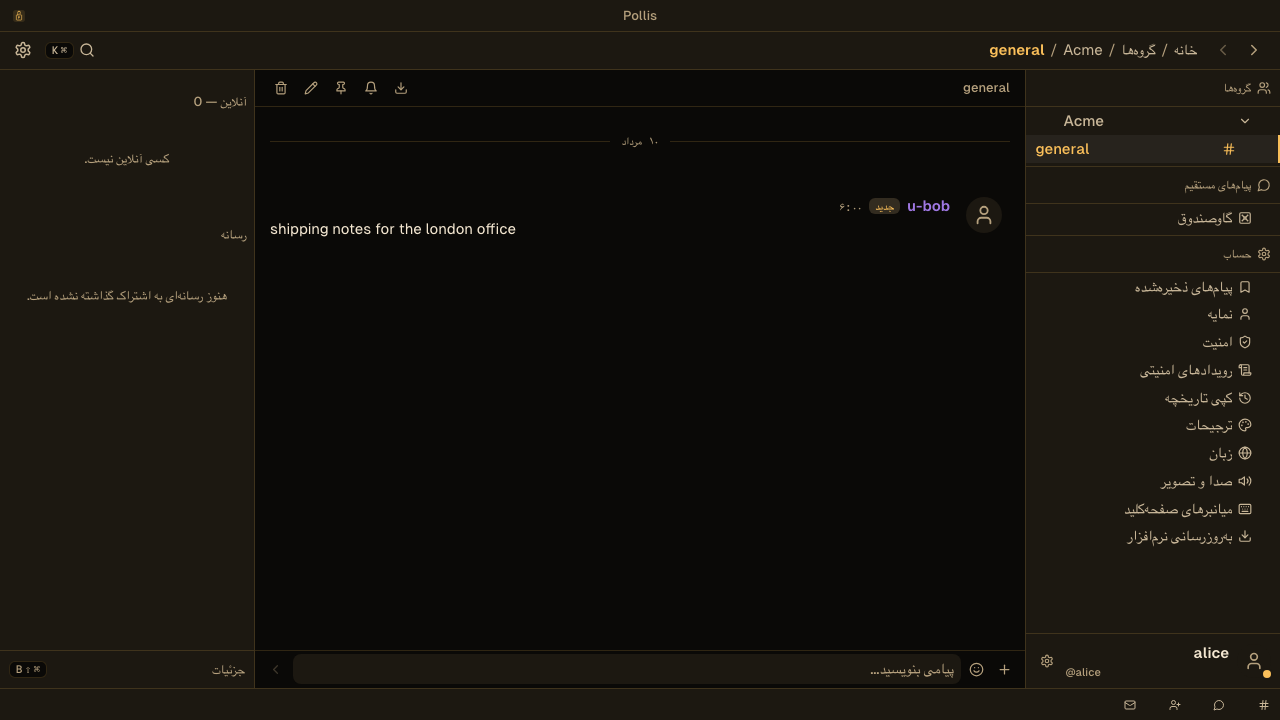 Pollis
خانه / گروه‌ها / Acme / general
K ⌘
گروه‌ها
Acme
# general
پیام‌های مستقیم
گاوصندوق
حساب
پیام‌های ذخیره‌شده
نمایه
امنیت
رویدادهای امنیتی
کپی تاریخچه
ترجیحات
زبان
صدا و تصویر
میانبرهای صفحه‌کلید
به‌روزرسانی نرم‌افزار
alice
@alice
general
۱۰ مرداد
u-bob جدید ۶:۰۰
shipping notes for the london office
پیامی بنویسید...
آنلاین — 0
کسی آنلاین نیست.
رسانه
هنوز رسانه‌ای به اشتراک گذاشته نشده است.
جزئیات
B ⇧ ⌘